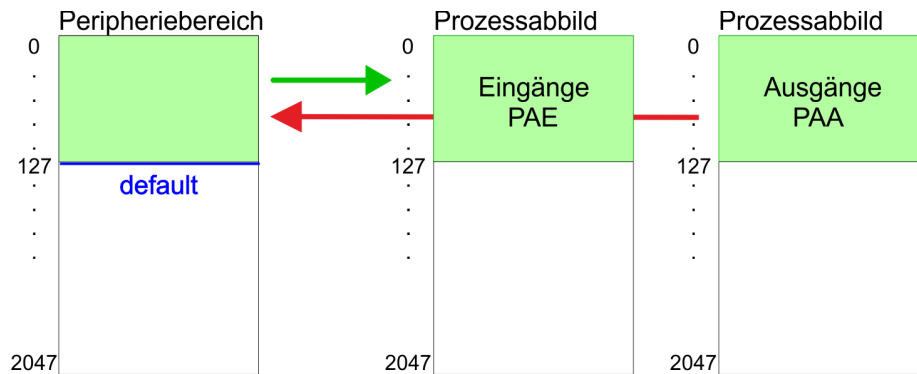 Peripheriebereich
Prozessabbild
Prozessabbild
0
0
0
Eingänge
PAE
Ausgänge
PAA
127
127
127
default
2047
2047
2047